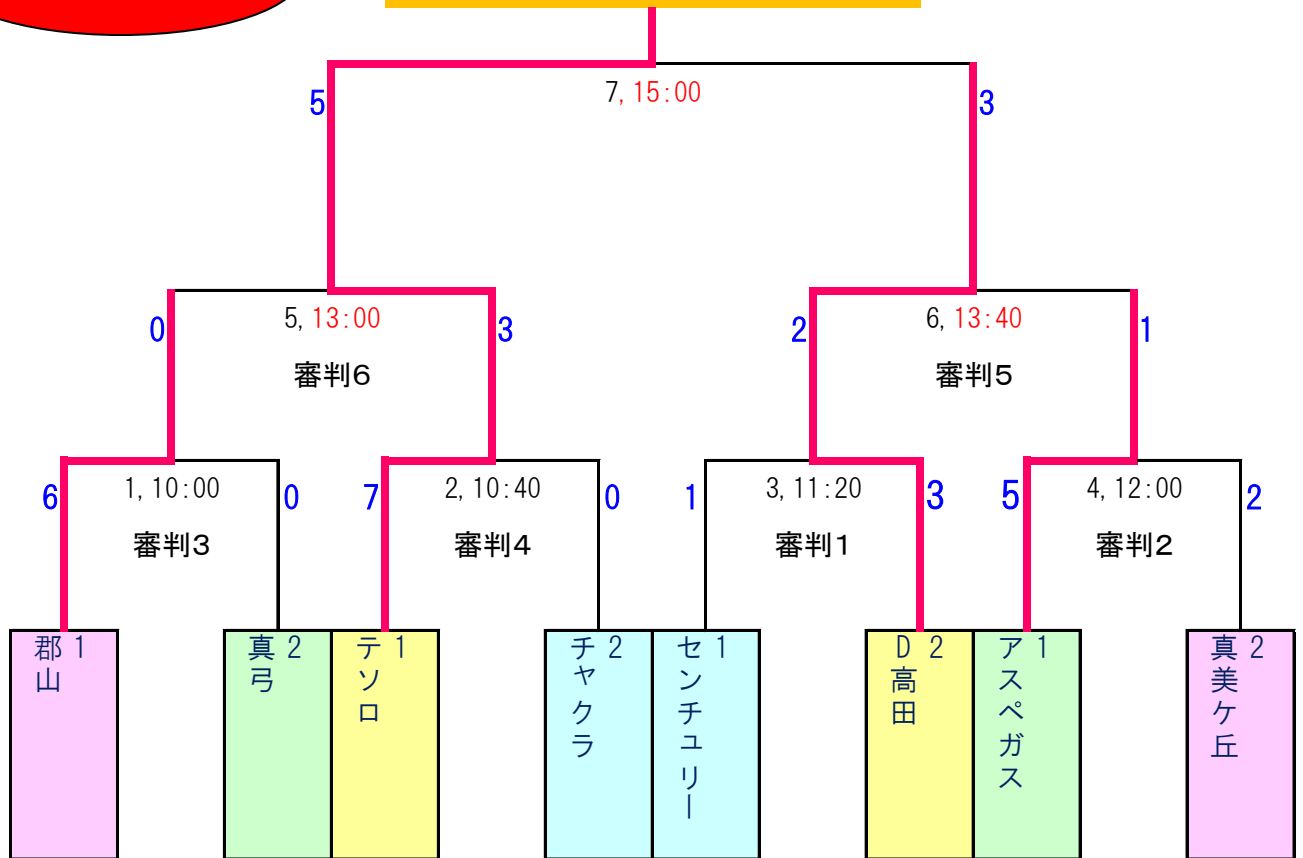 5
7, 15:00
3
0
5, 13:00
3
2
6, 13:40
1
審判6
審判5
6
1, 10:00
0
7
2, 10:40
0
1
3, 11:20
3
5
4, 12:00
2
審判3
審判4
審判1
審判2
郡山 1
真弓 2
テソロ 1
チャクラ 2
センチュリー 1
D高田 2
アスペガス 1
真美ケ丘 2